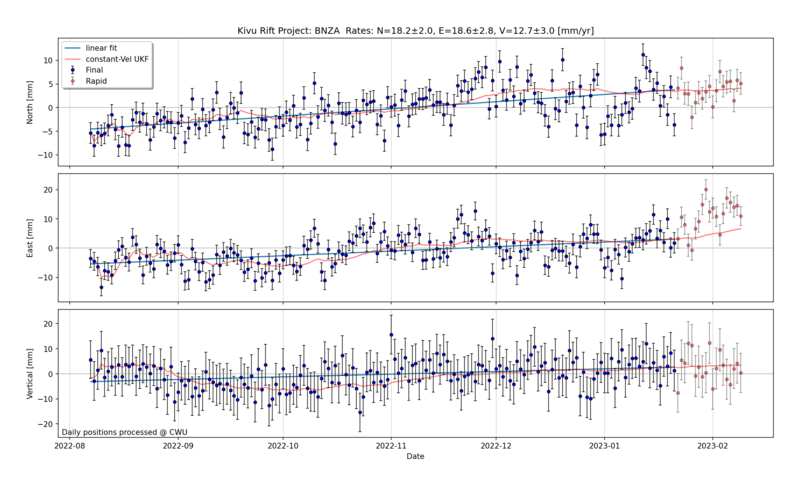 Kivu Rift Project: BNZA  Rates: N=18.2±2.0, E=18.6±2.8, V=12.7±3.0 [mm/yr]
linear fit
constant-Vel UKF
Final
Rapid
North [mm]
10
5
0
−5
−10
East [mm]
20
10
0
−10
Vertical [mm]
20
10
0
−10
−20
Daily positions processed @ CWU
2022-08 2022-09 2022-10 2022-11 2022-12 2023-01 2023-02
Date